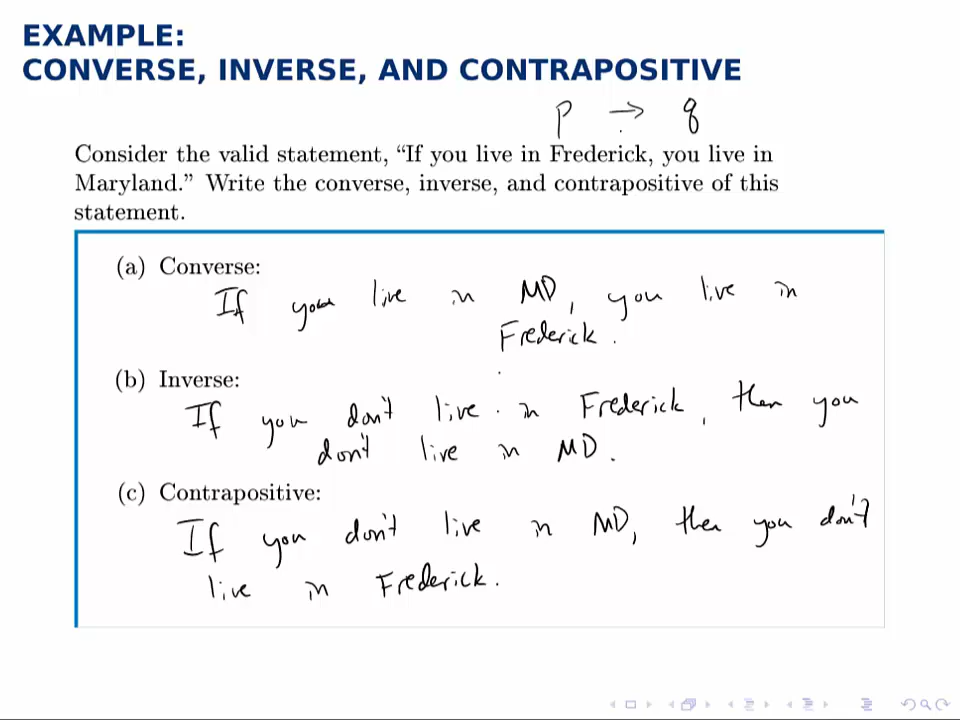 EXAMPLE:
CONVERSE, INVERSE, AND CONTRAPOSITIVE
p → q
Consider the valid statement, “If you live in Frederick, you live in
Maryland.” Write the converse, inverse, and contrapositive of this
statement.
(a) Converse:
If you live in MD, you live in
Frederick.
(b) Inverse:
If you don't live in Frederick, then you
don't live in MD.
(c) Contrapositive:
If you don't live in MD, then you don't
live in Frederick.